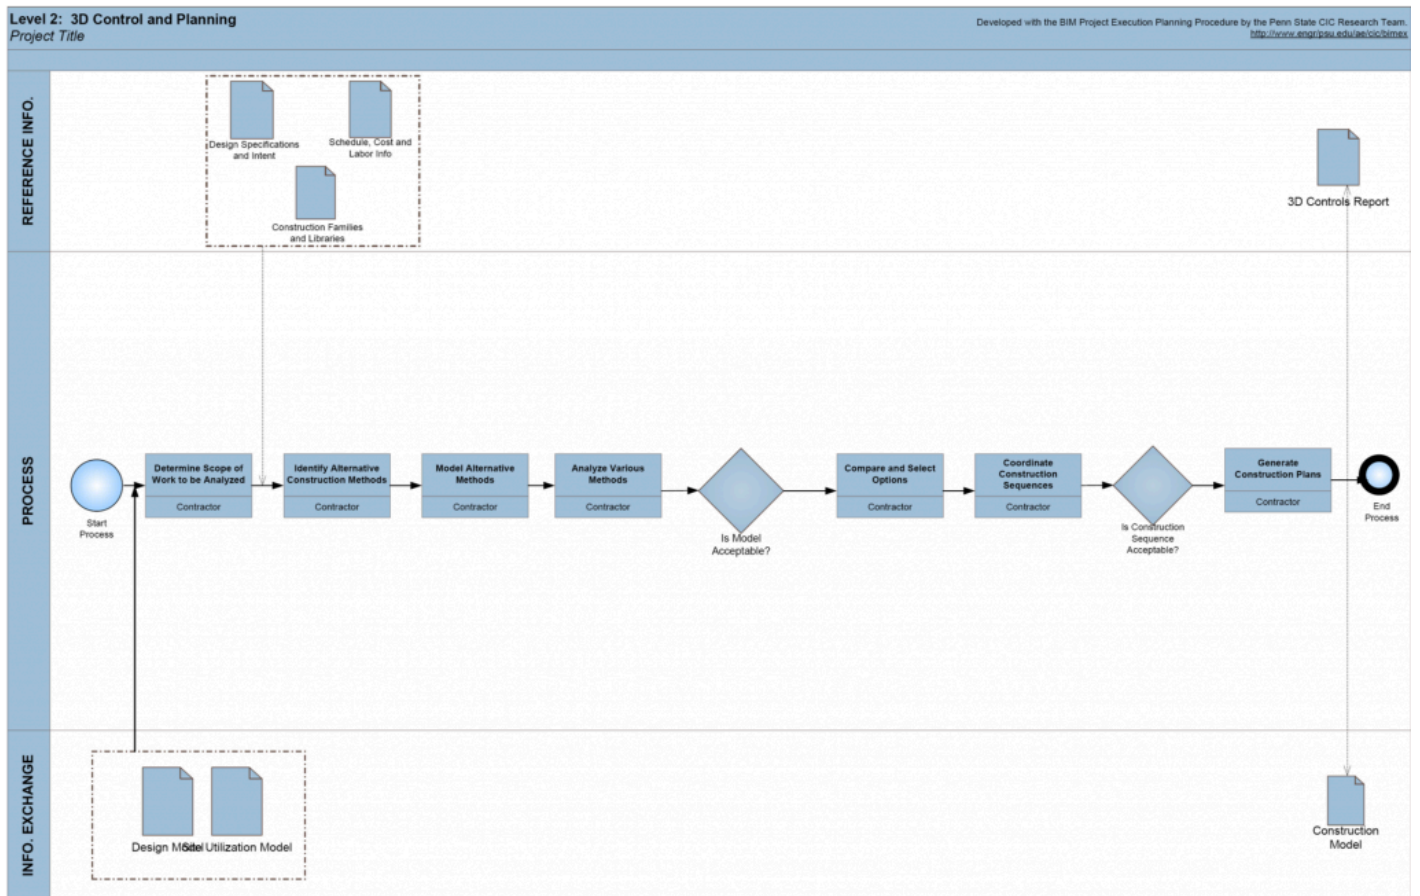 Level 2: 3D Control and Planning
Project Title
Developed with the BIM Project Execution Planning Procedure by the Penn State CIC Research Team.
http://www.engr/psu.edu/ae/cic/bimex
REFERENCE INFO.
Design Specifications
and Intent
Schedule, Cost and
Labor Info
Construction Families
and Libraries
3D Controls Report
PROCESS
Start
Process
Determine Scope of
Work to be Analyzed
Contractor
Identify Alternative
Construction Methods
Contractor
Model Alternative
Methods
Contractor
Analyze Various
Methods
Contractor
Is Model
Acceptable?
Compare and Select
Options
Contractor
Coordinate
Construction
Sequences
Contractor
Is Construction
Sequence
Acceptable?
Generate
Construction Plans
Contractor
End
Process
INFO. EXCHANGE
Design Model
Site Utilization Model
Construction
Model